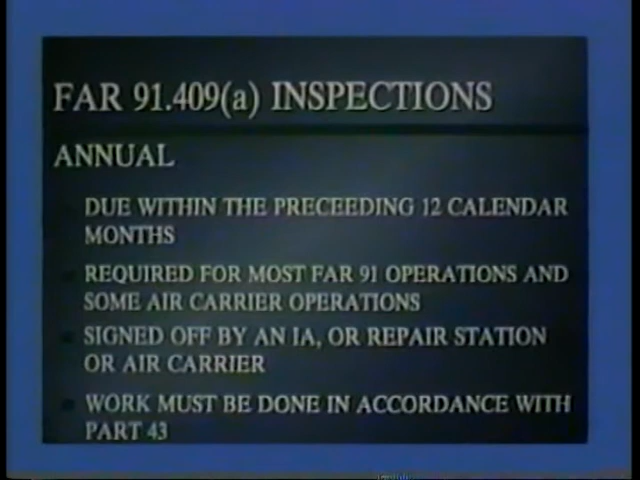 FAR 91.409(a) INSPECTIONS
ANNUAL
DUE WITHIN THE PRECEEDING 12 CALENDAR
MONTHS
REQUIRED FOR MOST FAR 91 OPERATIONS AND
SOME AIR CARRIER OPERATIONS
SIGNED OFF BY AN IA, OR REPAIR STATION
OR AIR CARRIER
WORK MUST BE DONE IN ACCORDANCE WITH
PART 43